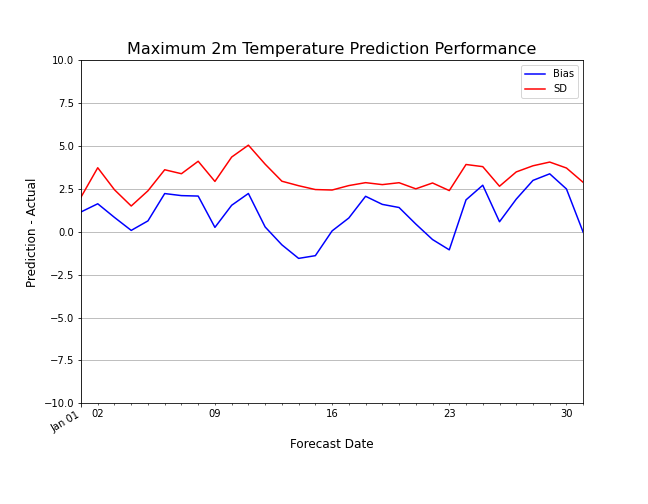 Maximum 2m Temperature Prediction Performance
Bias
SD
10.0
7.5
5.0
2.5
0.0
−2.5
−5.0
−7.5
−10.0
Prediction - Actual
Jan 01
02
09
16
23
30
Forecast Date